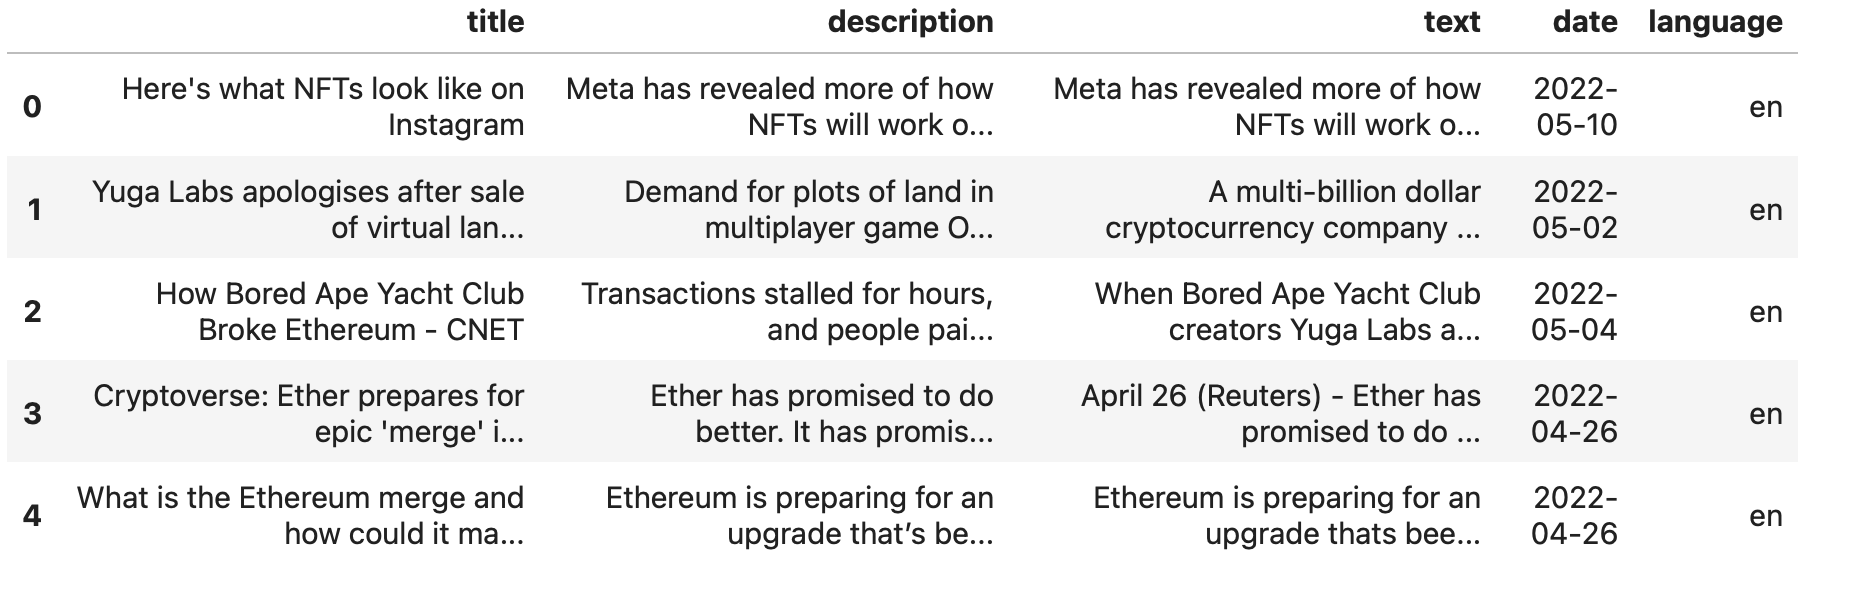 title description text date language
0 Here's what NFTs look like on Instagram Meta has revealed more of how NFTs will work o... Meta has revealed more of how NFTs will work o... 2022-05-10 en
1 Yuga Labs apologises after sale of virtual lan... Demand for plots of land in multiplayer game O... A multi-billion dollar cryptocurrency company ... 2022-05-02 en
2 How Bored Ape Yacht Club Broke Ethereum - CNET Transactions stalled for hours, and people pai... When Bored Ape Yacht Club creators Yuga Labs a... 2022-05-04 en
3 Cryptoverse: Ether prepares for epic 'merge' i... Ether has promised to do better. It has promis... April 26 (Reuters) - Ether has promised to do ... 2022-04-26 en
4 What is the Ethereum merge and how could it ma... Ethereum is preparing for an upgrade that’s be... Ethereum is preparing for an upgrade thats bee... 2022-04-26 en